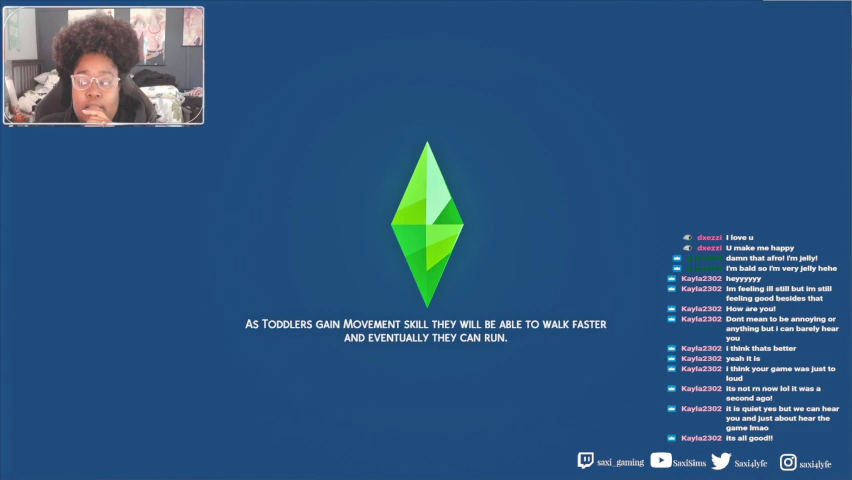 AS TODDLERS GAIN MOVEMENT SKILL THEY WILL BE ABLE TO WALK FASTER
AND EVENTUALLY THEY CAN RUN.
dxezzi I love u
dxezzi U make me happy
damn that afro! I'm jelly!
I'm bald so I'm very jelly hehe
Kayla2302 heyyyyyy
Kayla2302 Im feeling ill still but im still
feeling good besides that
Kayla2302 How are you!
Kayla2302 Dont mean to be annoying or
anything but i can barely hear
you
Kayla2302 i think thats better
Kayla2302 yeah it is
Kayla2302 i think your game was just to
loud
Kayla2302 its not rn now lol it was a
second ago!
Kayla2302 it is quiet yes but we can hear
you and just about hear the
game lmao
Kayla2302 its all good!!
saxi_gaming SaxiSims Saxi4lyfe saxi4lyfe